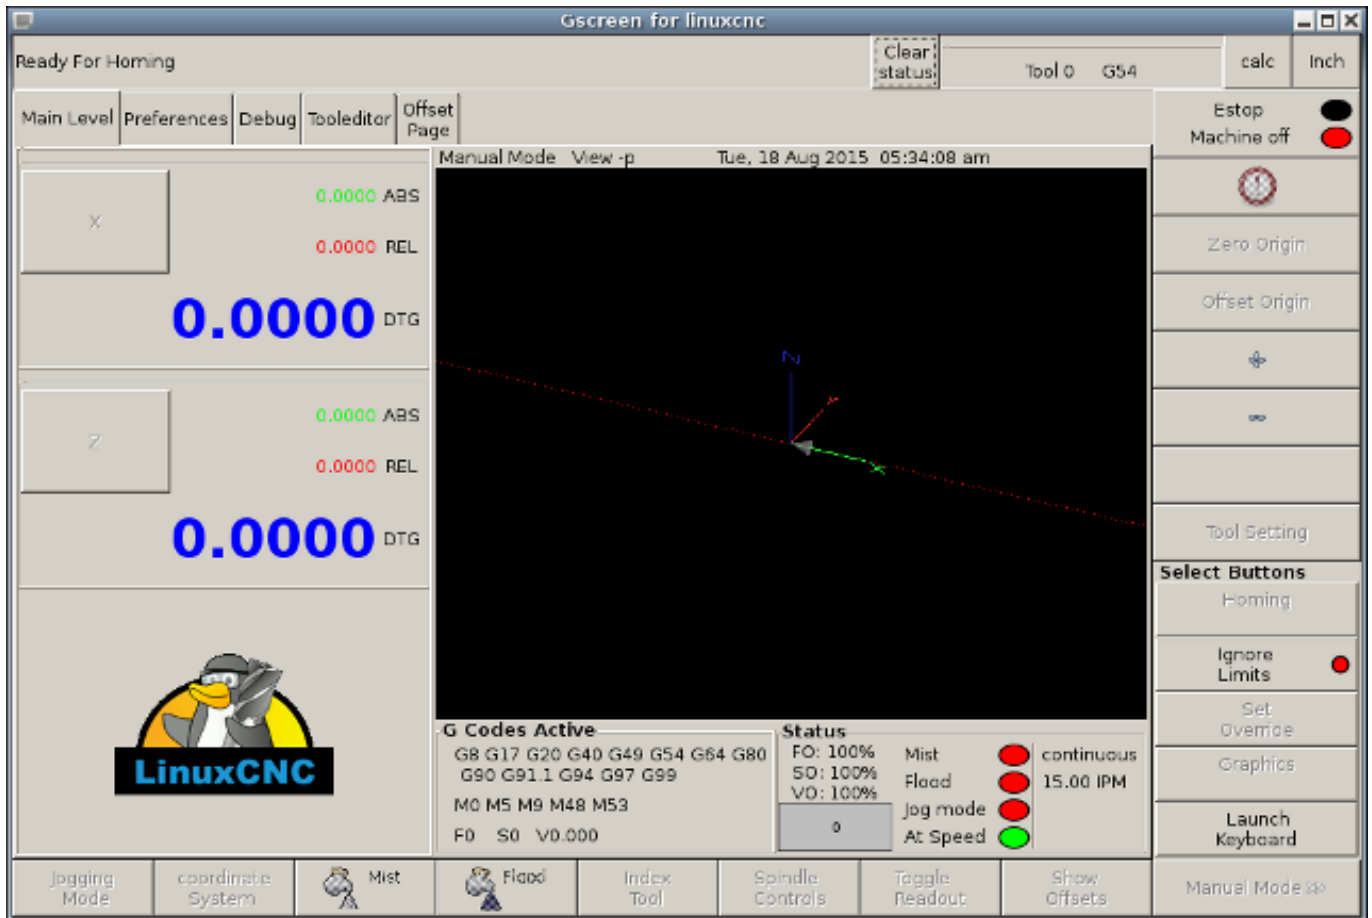 Gscreen for linuxcnc
Ready For Homing
Clear
status
Tool 0 G54
calc
Inch
Main Level
Preferences
Debug
Tooleditor
Offset
Page
Estop
Machine off
Manual Mode View -p Tue, 18 Aug 2015 05:34:08 am
X
0.0000 ABS
0.0000 REL
0.0000 DTG
Z
0.0000 ABS
0.0000 REL
0.0000 DTG
LinuxCNC
Z
Y
X
Zero Origin
Offset Origin
Tool Setting
Select Buttons
Homing
Ignore
Limits
Set
Override
Graphics
Launch
Keyboard
G Codes Active
G8 G17 G20 G40 G49 G54 G64 G80
G90 G91.1 G94 G97 G99
M0 M5 M9 M48 M53
F0 S0 V0.000
Status
FO: 100%
SO: 100%
VO: 100%
0
Mist
Flood
Jog mode
At Speed
continuous
15.00 IPM
Jogging
Mode
coordinate
System
Mist
Flood
Index
Tool
Spindle
Controls
Toggle
Readout
Show
Offsets
Manual Mode >>